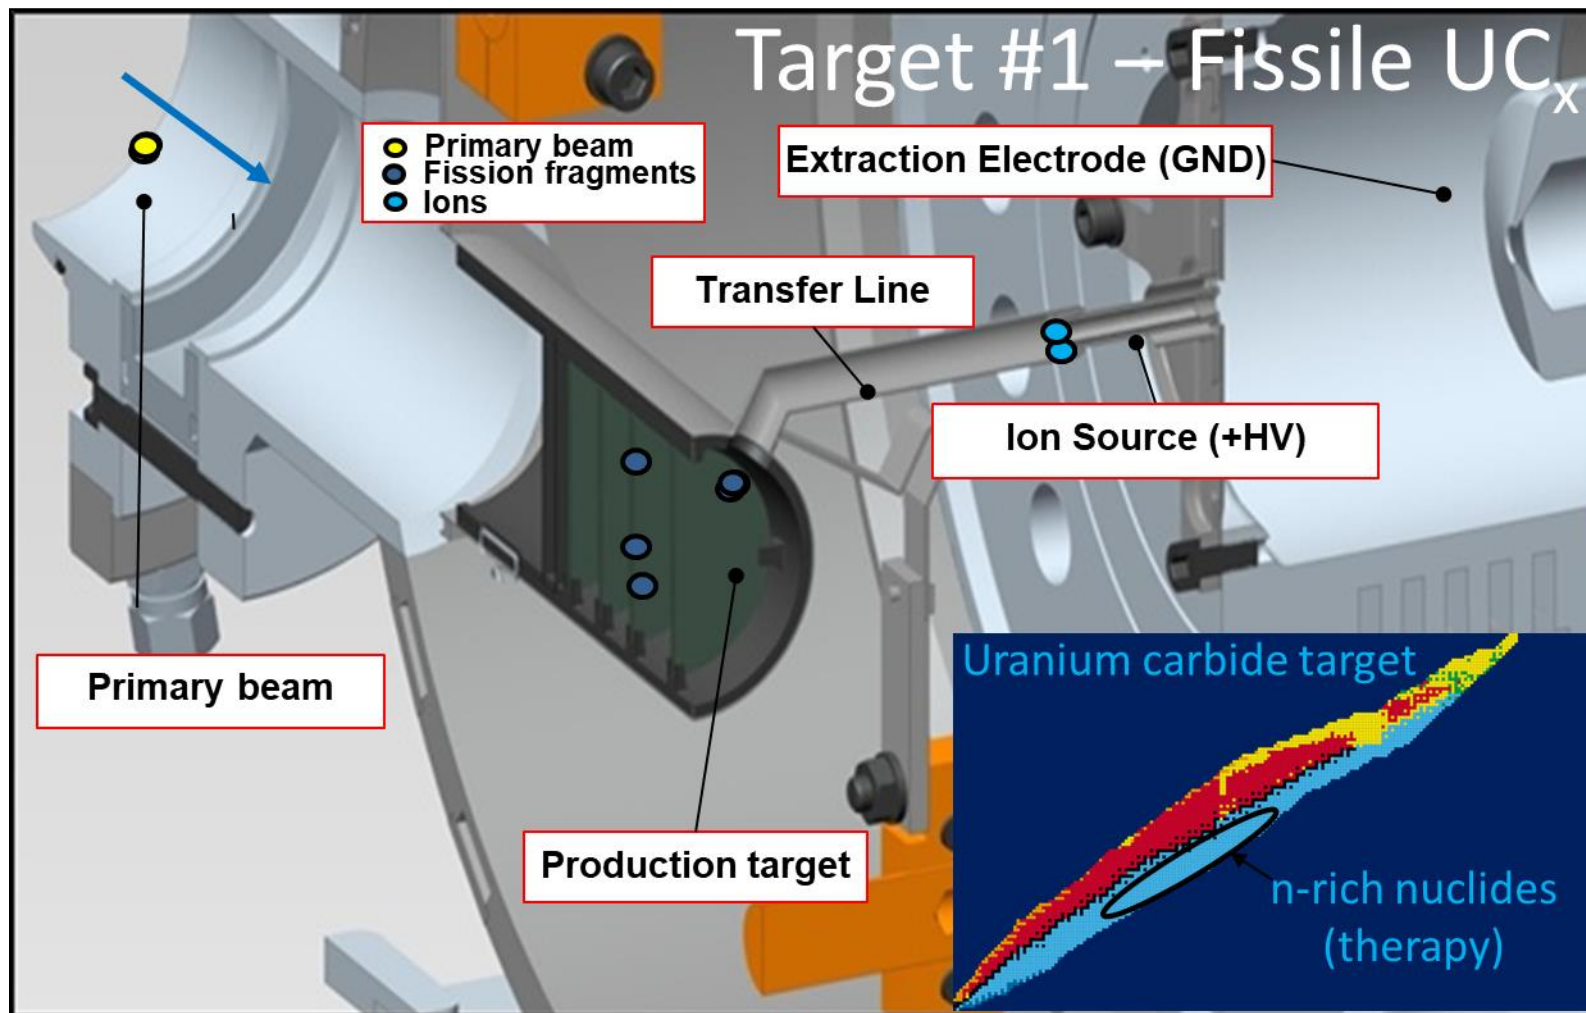 Target #1 – Fissile UCx
Primary beam
Fission fragments
Ions
Extraction Electrode (GND)
Transfer Line
Ion Source (+HV)
Primary beam
Production target
Uranium carbide target
n-rich nuclides
(therapy)